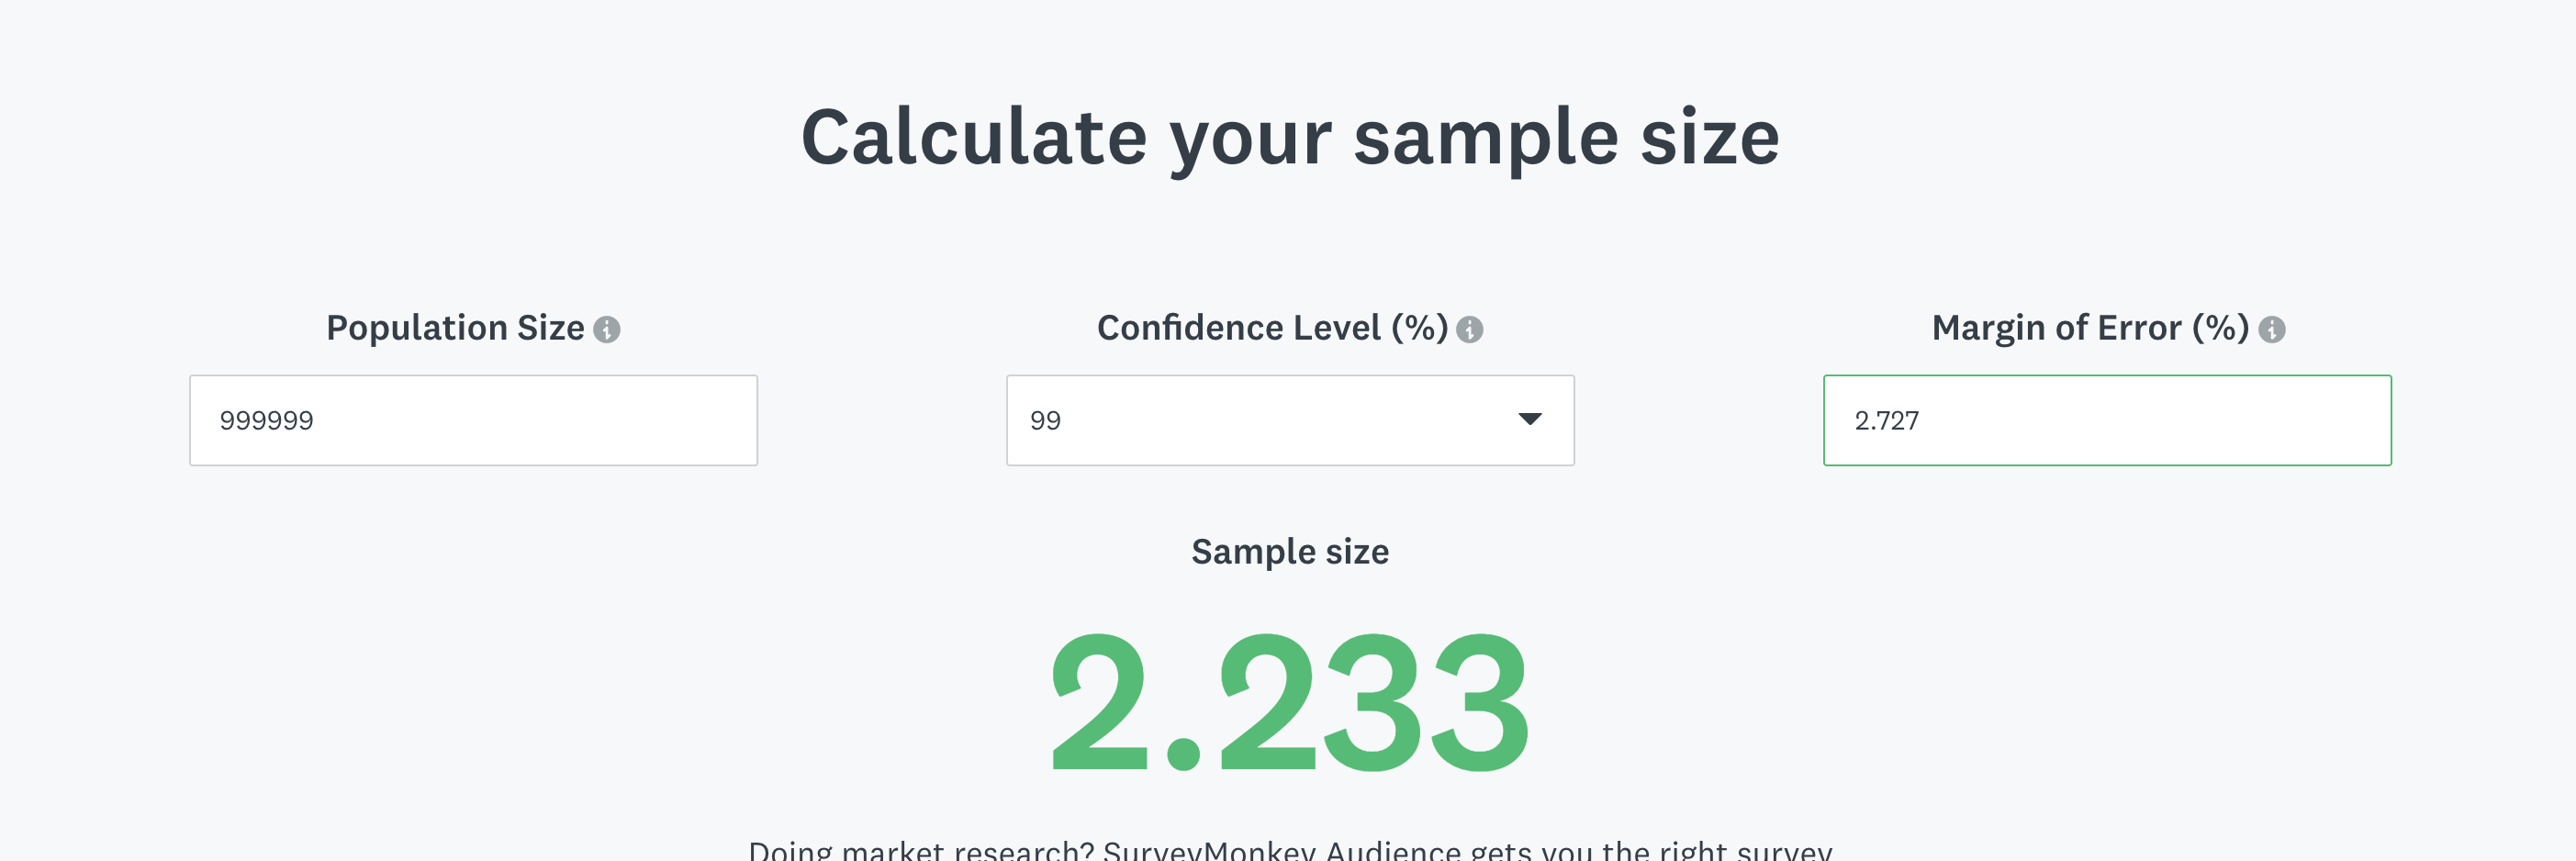 Calculate your sample size
Population Size
Confidence Level (%)
Margin of Error (%)
999999
99
2.727
Sample size
2.233
Doing market research? SurveyMonkey Audience gets you the right survey